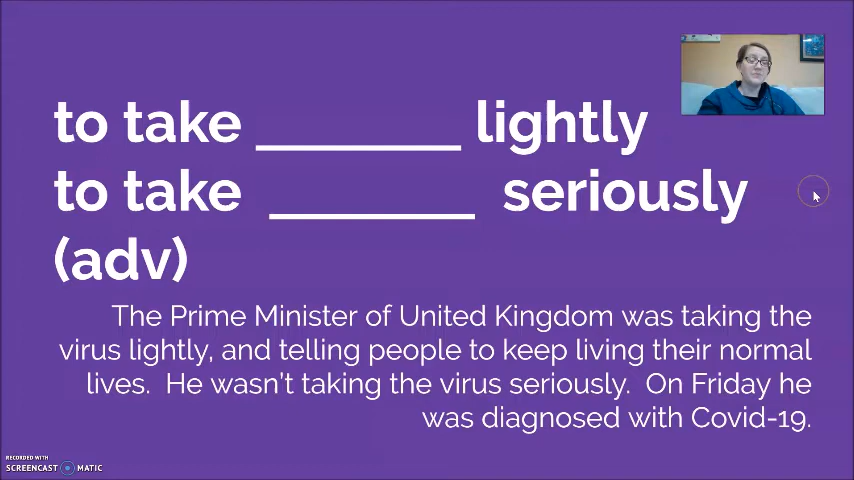 to take ________ lightly
to take ________ seriously
(adv)
The Prime Minister of United Kingdom was taking the
virus lightly, and telling people to keep living their normal
lives. He wasn't taking the virus seriously. On Friday he
was diagnosed with Covid-19.
RECORDED WITH
SCREENCAST MATIC